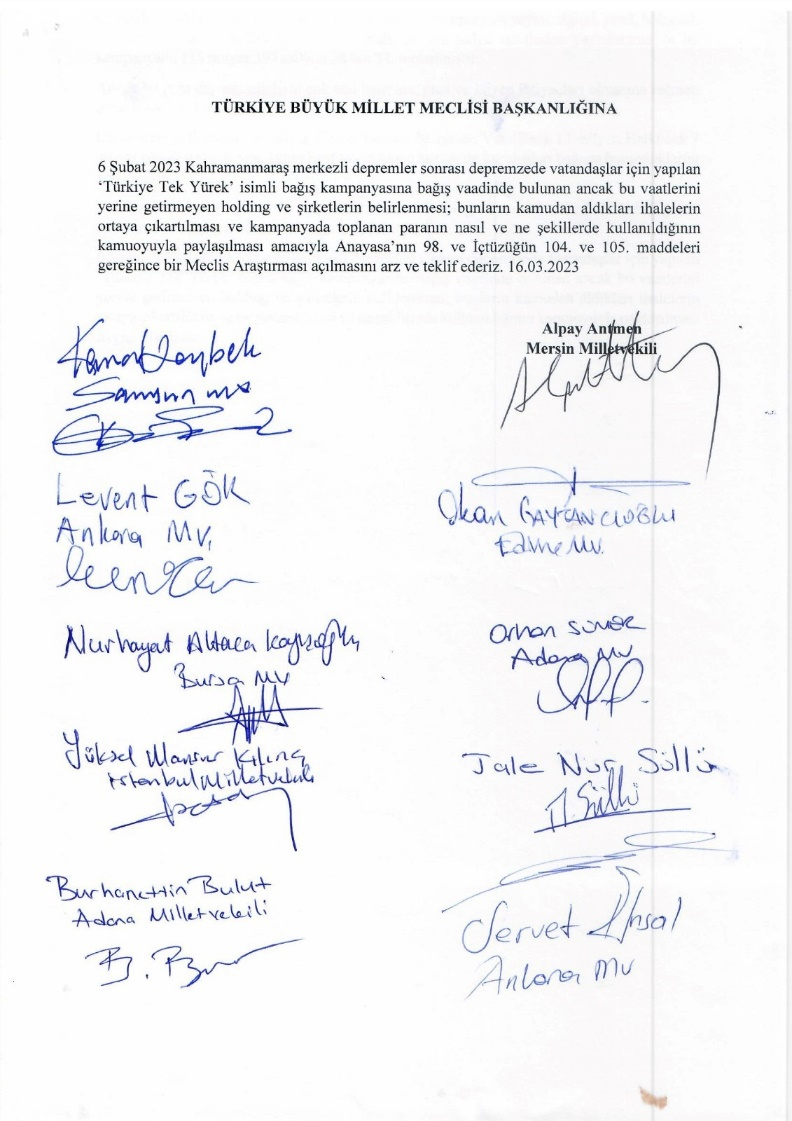 TÜRKİYE BÜYÜK MİLLET MECLİSİ BAŞKANLIĞINA
6 Şubat 2023 Kahramanmaraş merkezli depremler sonrası depremzede vatandaşlar için yapılan
‘Türkiye Tek Yürek’ isimli bağış kampanyasına bağış vaadinde bulunan ancak bu vaatlerini
yerine getirmeyen holding ve şirketlerin belirlenmesi; bunların kamudan aldıkları ihalelerin
ortaya çıkartılması ve kampanyada toplanan paranın nasıl ve ne şekillerde kullanıldığının
kamuoyuyla paylaşılması amacıyla Anayasa’nın 98. ve İçtüzüğün 104. ve 105. maddeleri
gereğince bir Meclis Araştırması açılmasını arz ve teklif ederiz. 16.03.2023
Alpay Antmen
Mersin Milletvekili
Kemal Zeybek
Samsun mv
Levent GÖK
Ankara Mv.
Okan GAYTANCIOĞLU
Edirne Mv.
Nurhayat Altaca Kayışoğlu
Bursa MV
Orhan SÜMER
Adana MV
Yüksel Mansur Kılınç
İstanbul Milletvekili
Jale Nur Süllü
J. Süllü
Burhanettin Bulut
Adana Milletvekili
B. B
Servet Ünsal
Ankara MV